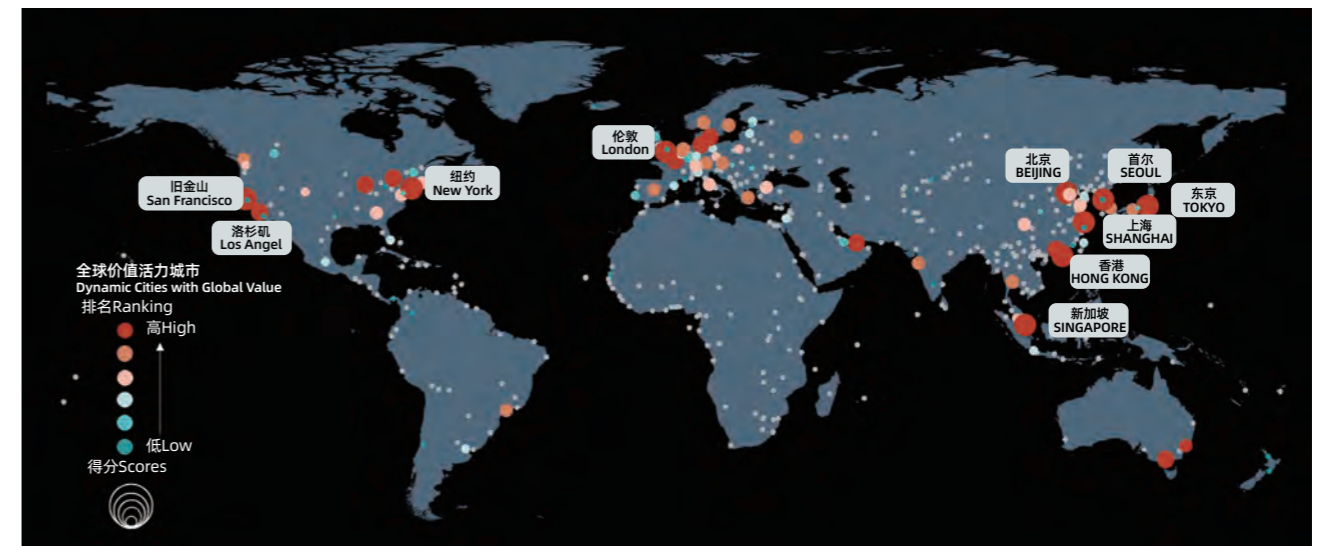 伦敦
London
北京
BEIJING
首尔
SEOUL
旧金山
San Francisco
纽约
New York
东京
TOKYO
洛杉矶
Los Angel
上海
SHANGHAI
香港
HONG KONG
新加坡
SINGAPORE
全球价值活力城市
Dynamic Cities with Global Value
排名Ranking
高High
低Low
得分Scores